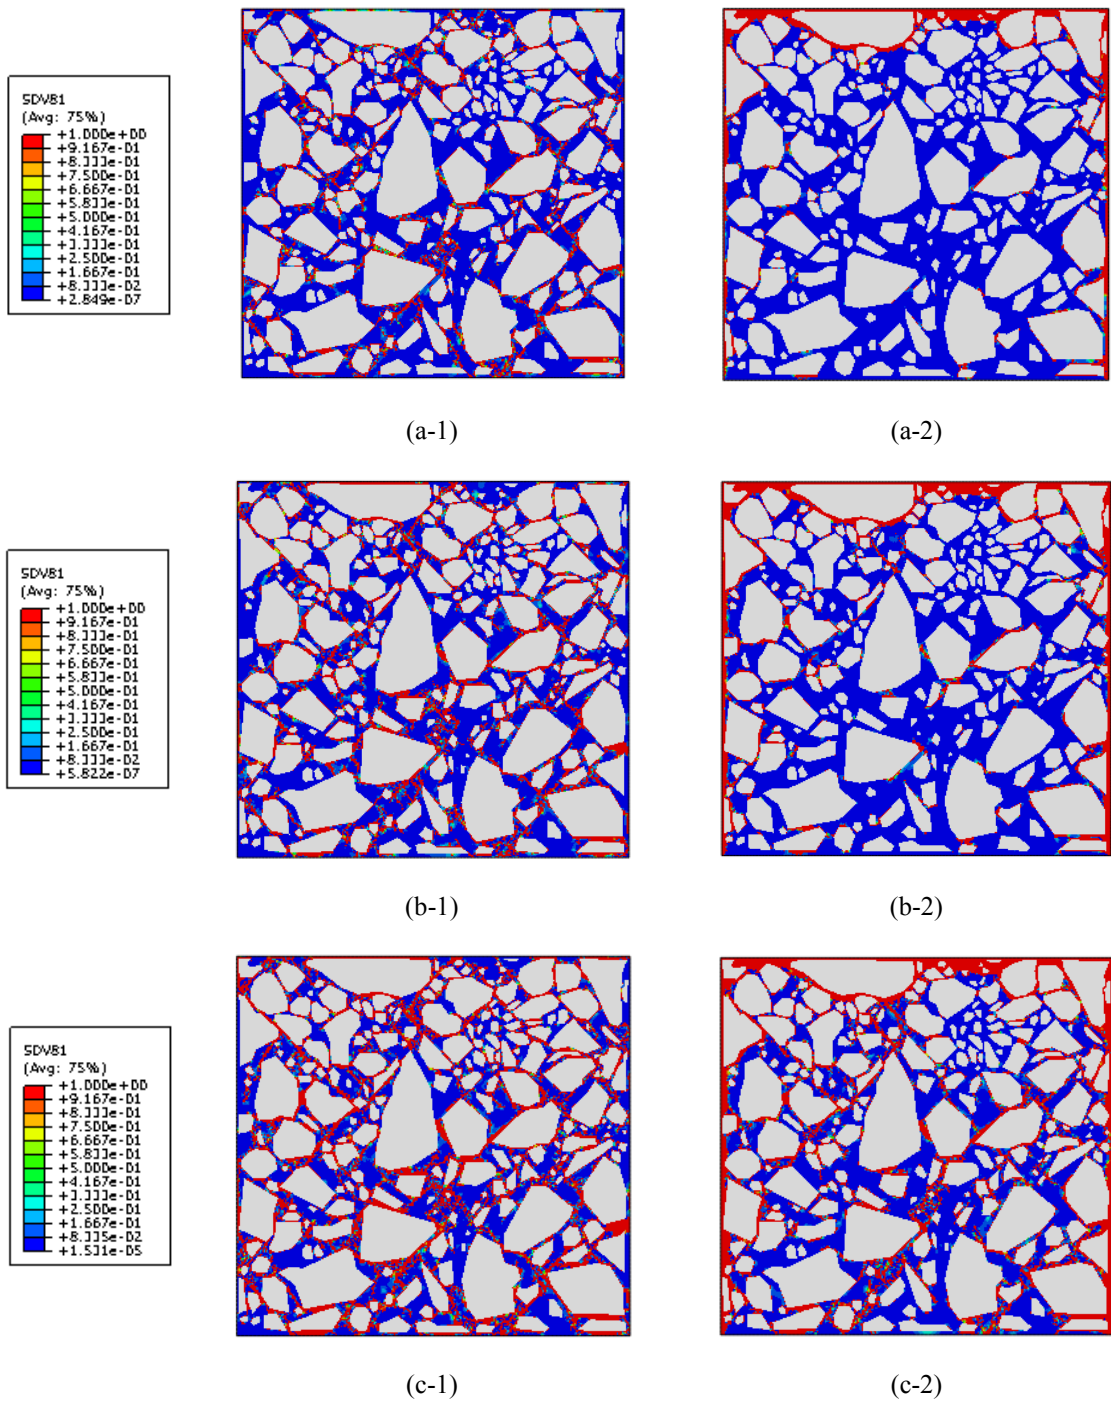 SDV81
(Avg: 75%)
+1.000e+00
+9.167e-01
+8.333e-01
+7.500e-01
+6.667e-01
+5.833e-01
+5.000e-01
+4.167e-01
+3.333e-01
+2.500e-01
+1.667e-01
+8.333e-02
+2.849e-07
(a-1)
(a-2)
SDV81
(Avg: 75%)
+1.000e+00
+9.167e-01
+8.333e-01
+7.500e-01
+6.667e-01
+5.833e-01
+5.000e-01
+4.167e-01
+3.333e-01
+2.500e-01
+1.667e-01
+8.333e-02
+5.822e-07
(b-1)
(b-2)
SDV81
(Avg: 75%)
+1.000e+00
+9.167e-01
+8.333e-01
+7.500e-01
+6.667e-01
+5.833e-01
+5.000e-01
+4.167e-01
+3.333e-01
+2.500e-01
+1.667e-01
+8.335e-02
+1.531e-05
(c-1)
(c-2)